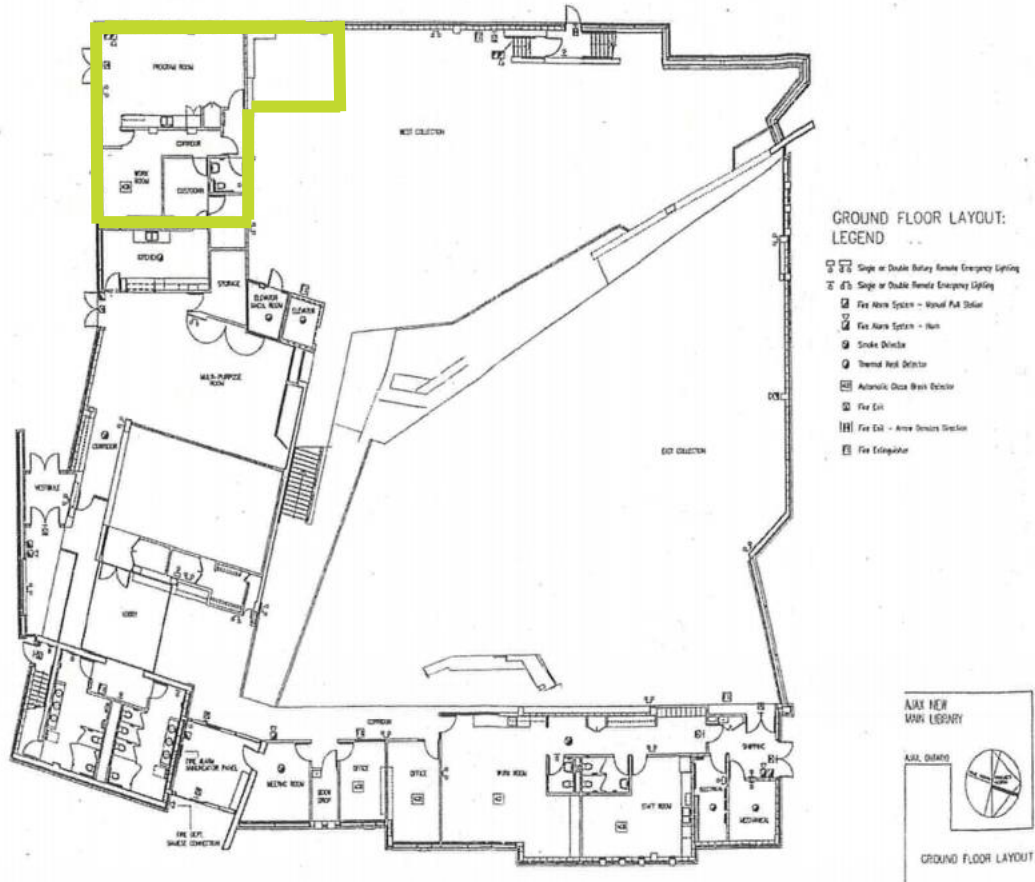 PROGRAM ROOM
WEST COLLECTION
CORRIDOR
WORK
ROOM
CUSTODIAN
KITCHEN
STORAGE
ELEVATOR
ELEVATOR
MULTI-PURPOSE
ROOM
CORRIDOR
EAST COLLECTION
VESTIBULE
LOBBY
CORRIDOR
FIRE ALARM
ANNUNCIATOR PANEL
MEETING ROOM
BOOK
DROP
OFFICE
OFFICE
WORK ROOM
STAFF ROOM
ELECTRICAL
SHIPPING
MECHANICAL
FIRE DEPT.
SIAMESE CONNECTION
GROUND FLOOR LAYOUT:
LEGEND
Single or Double Battery Remote Emergency Lighting
Single or Double Remote Emergency Lighting
Fire Alarm System - Manual Pull Station
Fire Alarm System - Horn
Smoke Detector
Thermal Heat Detector
Automatic Glass Break Detector
Fire Exit
Fire Exit - Arrow Denotes Direction
Fire Extinguisher
AJAX NEW
MAIN LIBRARY
AJAX, ONTARIO
GROUND FLOOR LAYOUT